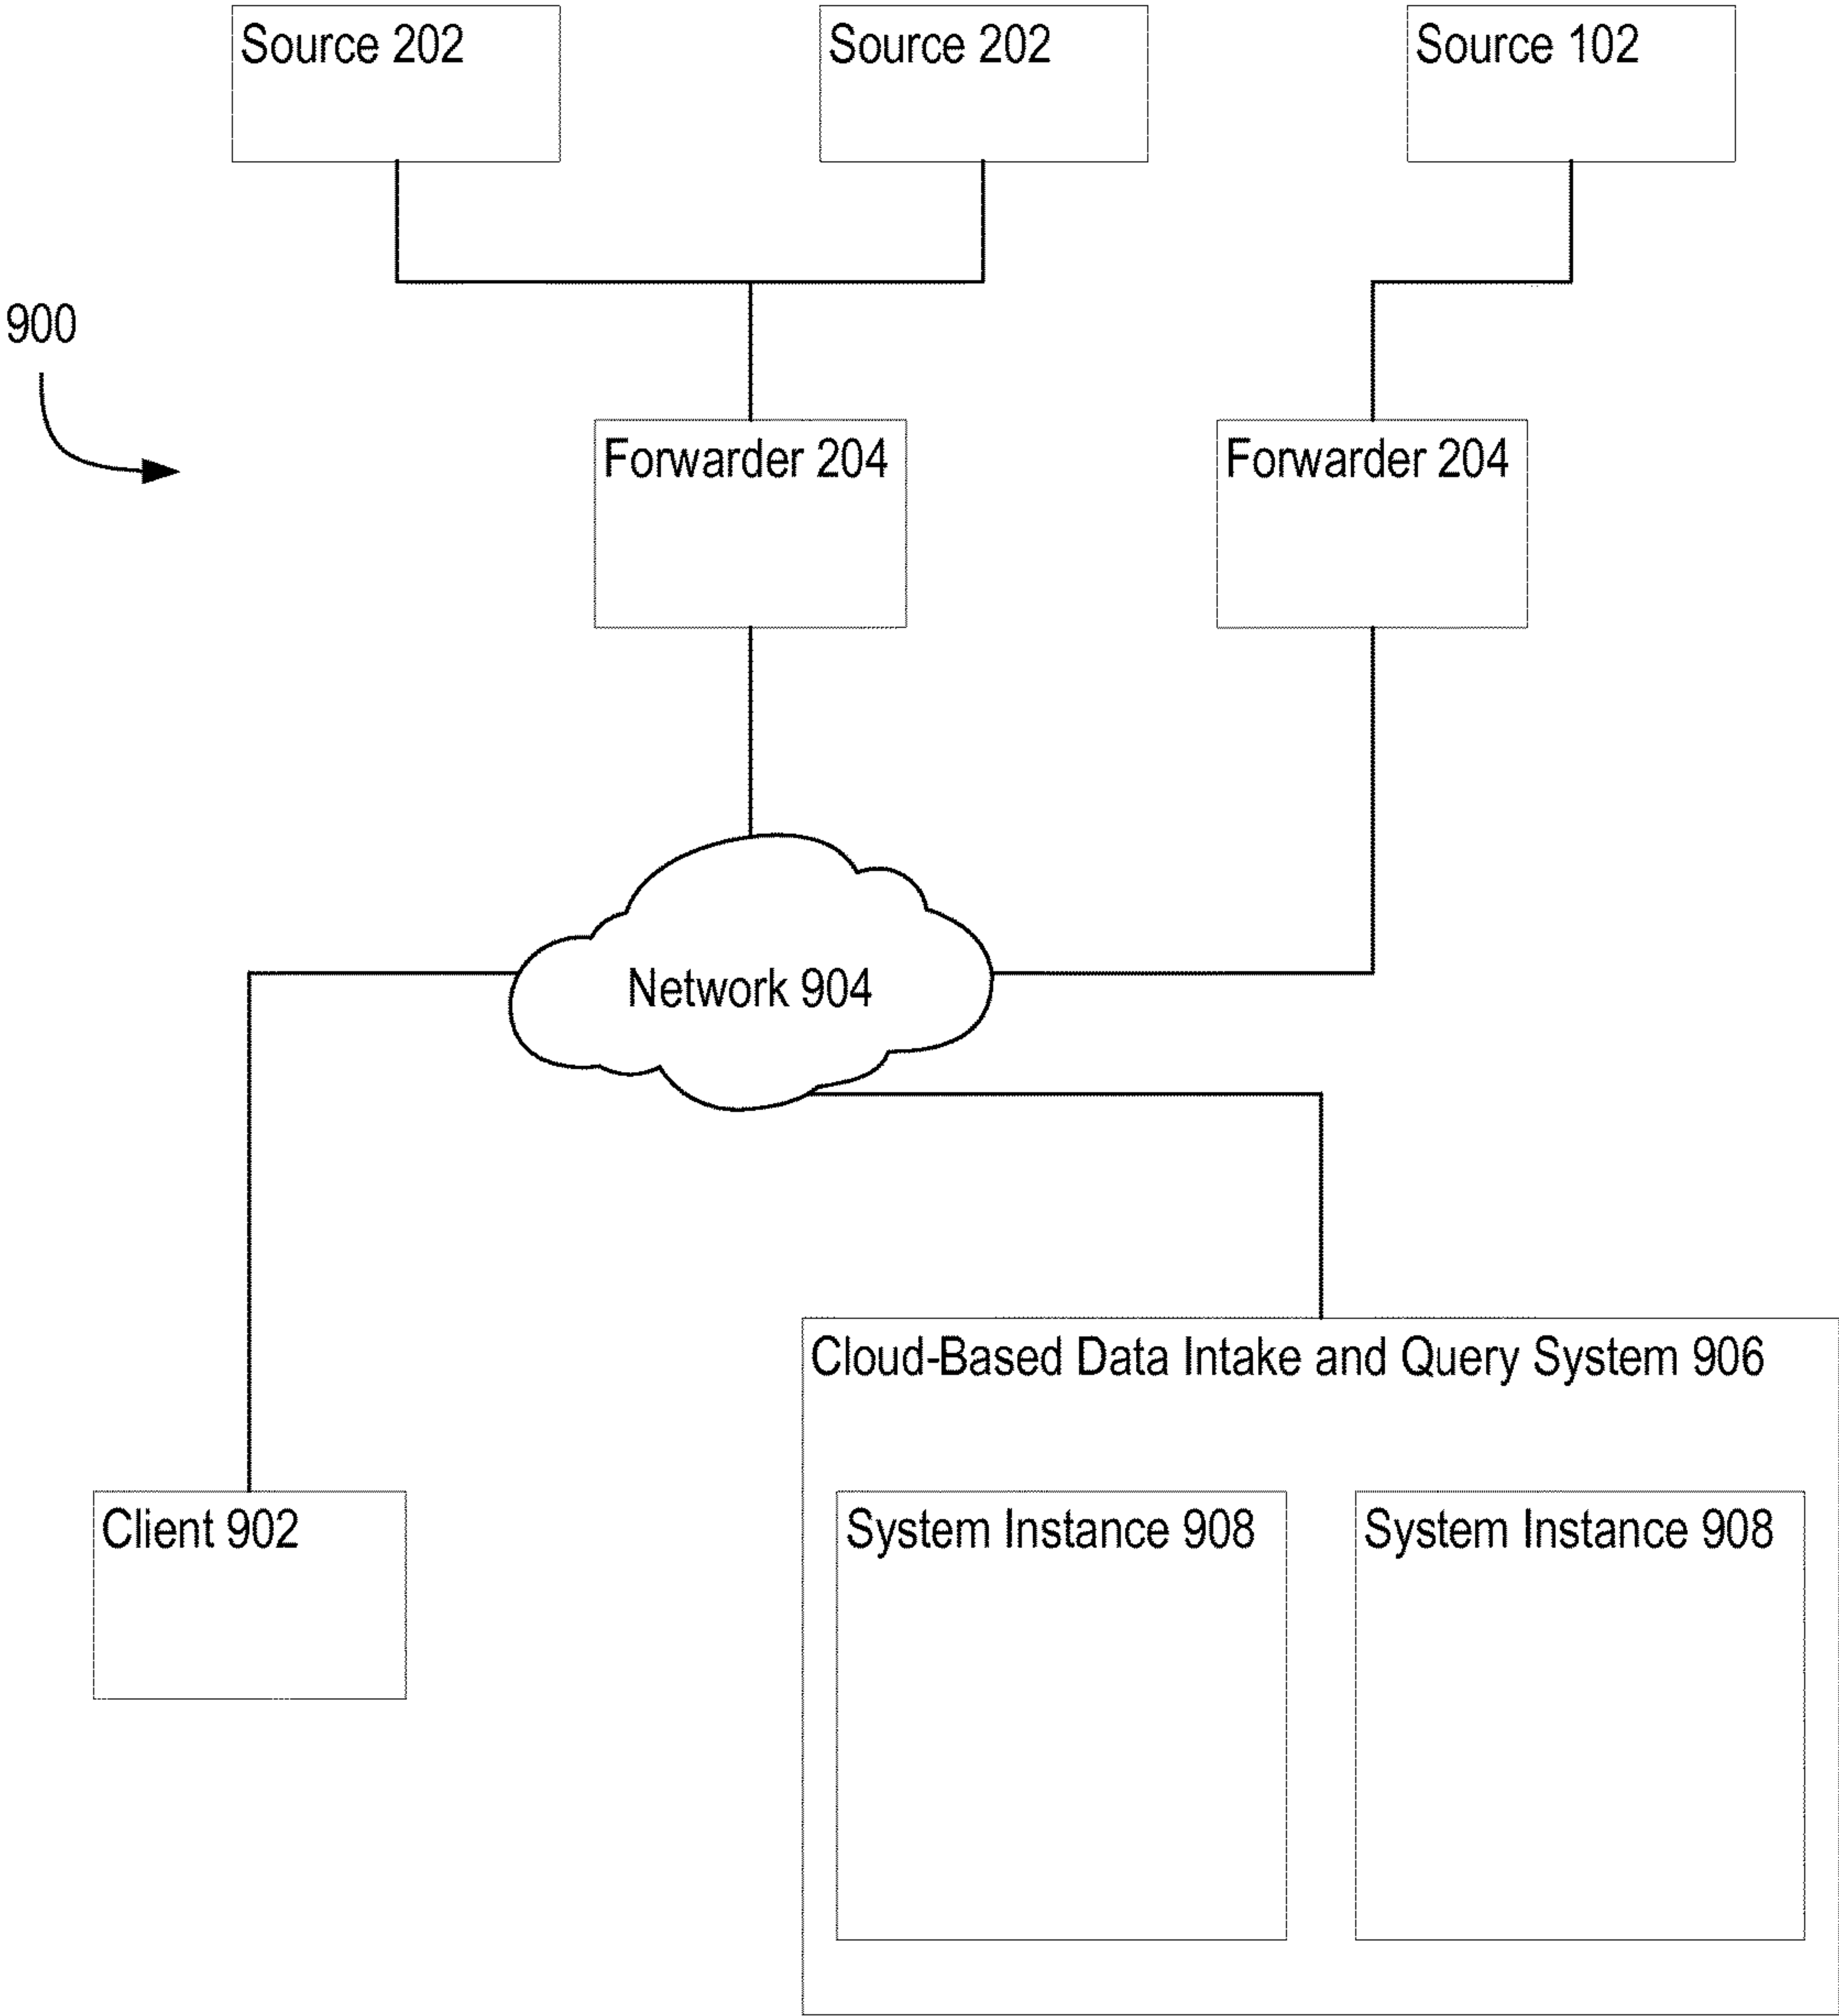 Source 202
Source 202
Source 102
900
Forwarder 204
Forwarder 204
Network 904
Cloud-Based Data Intake and Query System 906
Client 902
System Instance 908
System Instance 908